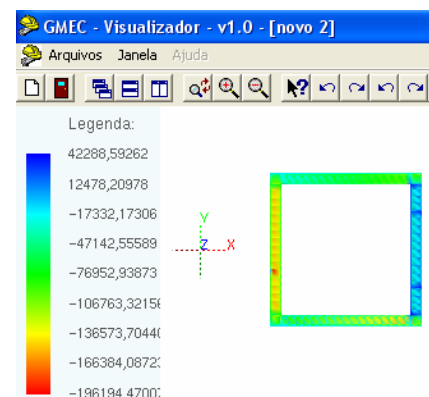 GMEC - Visualizador - v1.0 - [novo 2]
Arquivos Janela Ajuda
Legenda:
42288,59262
12478,20978
-17332,17306
-47142,55589
-76952,93873
-106763,3215
-136573,7044
-166384,0872
-196194,4700
Y
Z X